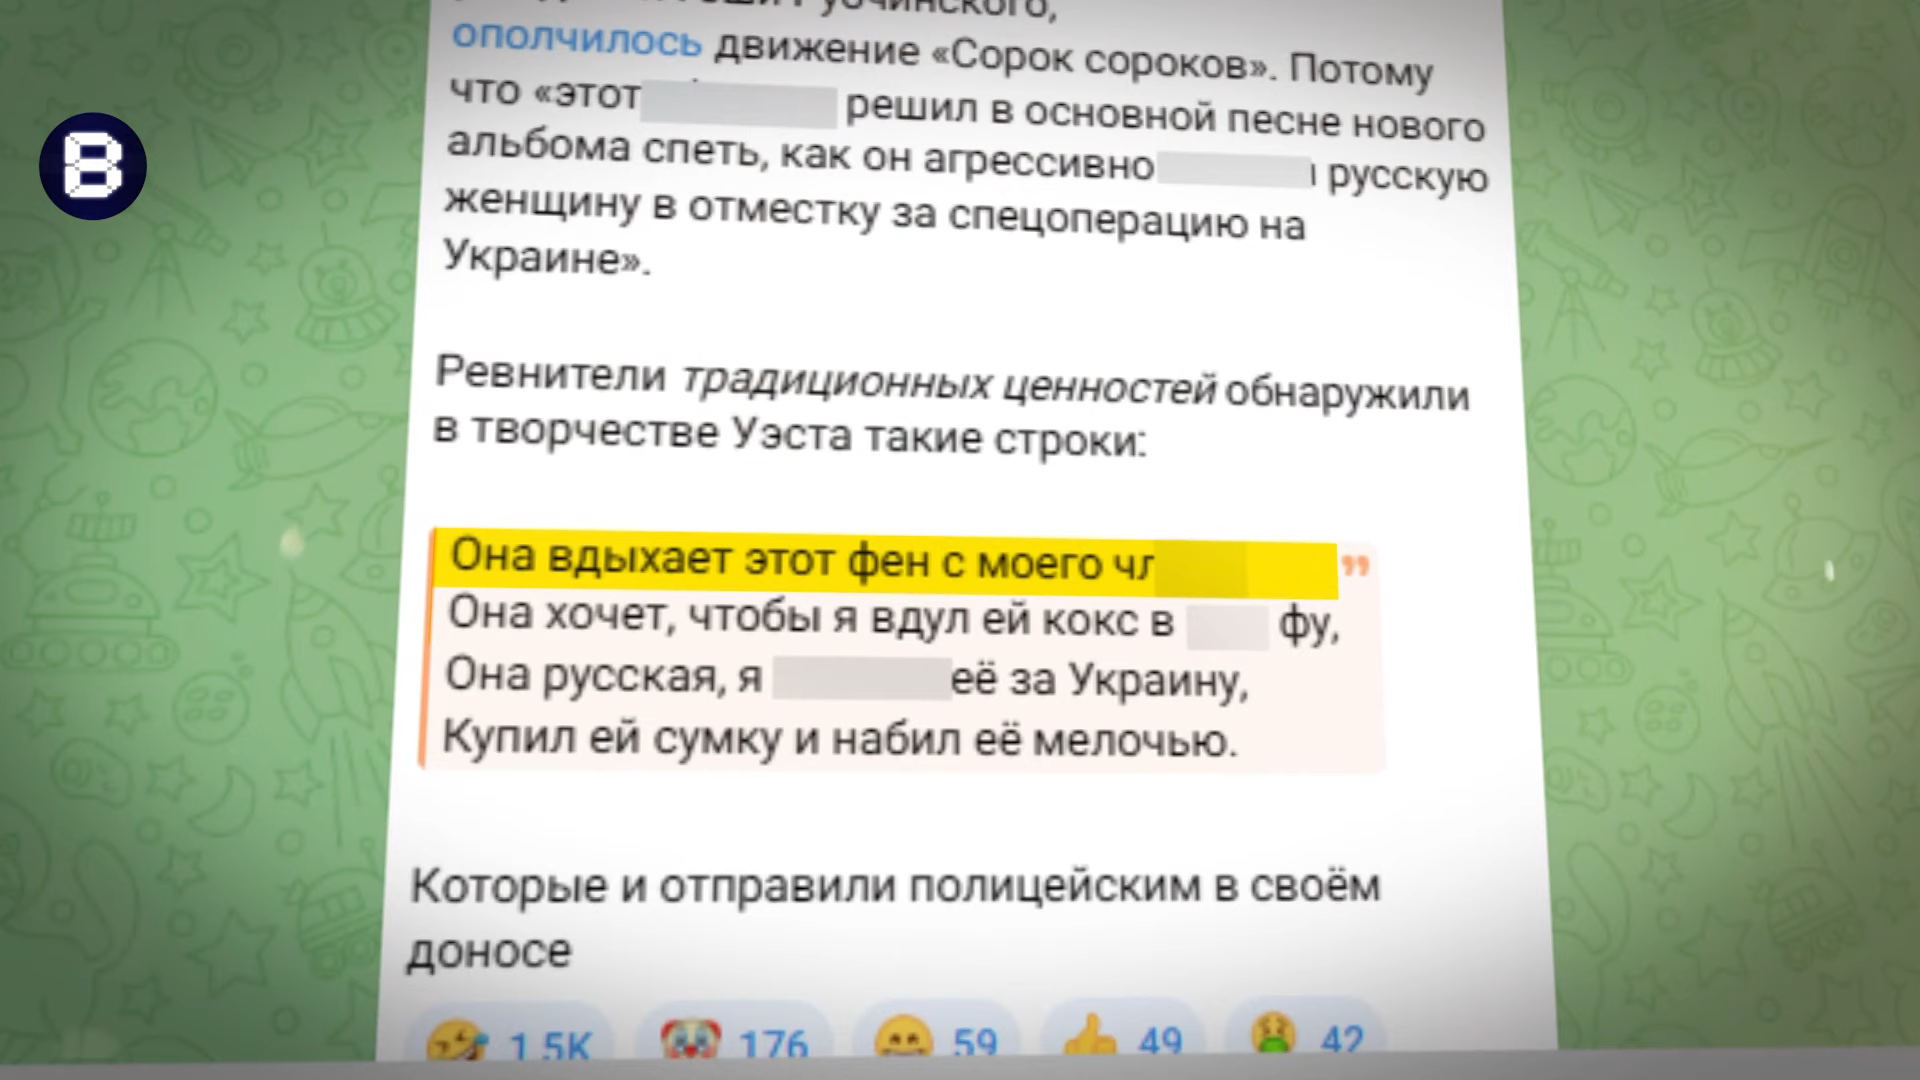 Рубчинского,
ополчилось движение «Сорок сороков». Потому
что «этот решил в основной песне нового
альбома спеть, как он агрессивно русскую
женщину в отместку за спецоперацию на
Украине».
Ревнители традиционных ценностей обнаружили
в творчестве Уэста такие строки:
Она вдыхает этот фен с моего чл
Она хочет, чтобы я вдул ей кокс в фу,
Она русская, я её за Украину,
Купил ей сумку и набил её мелочью.
Которые и отправили полицейским в своём
доносе
1.5K 176 59 49 42
B